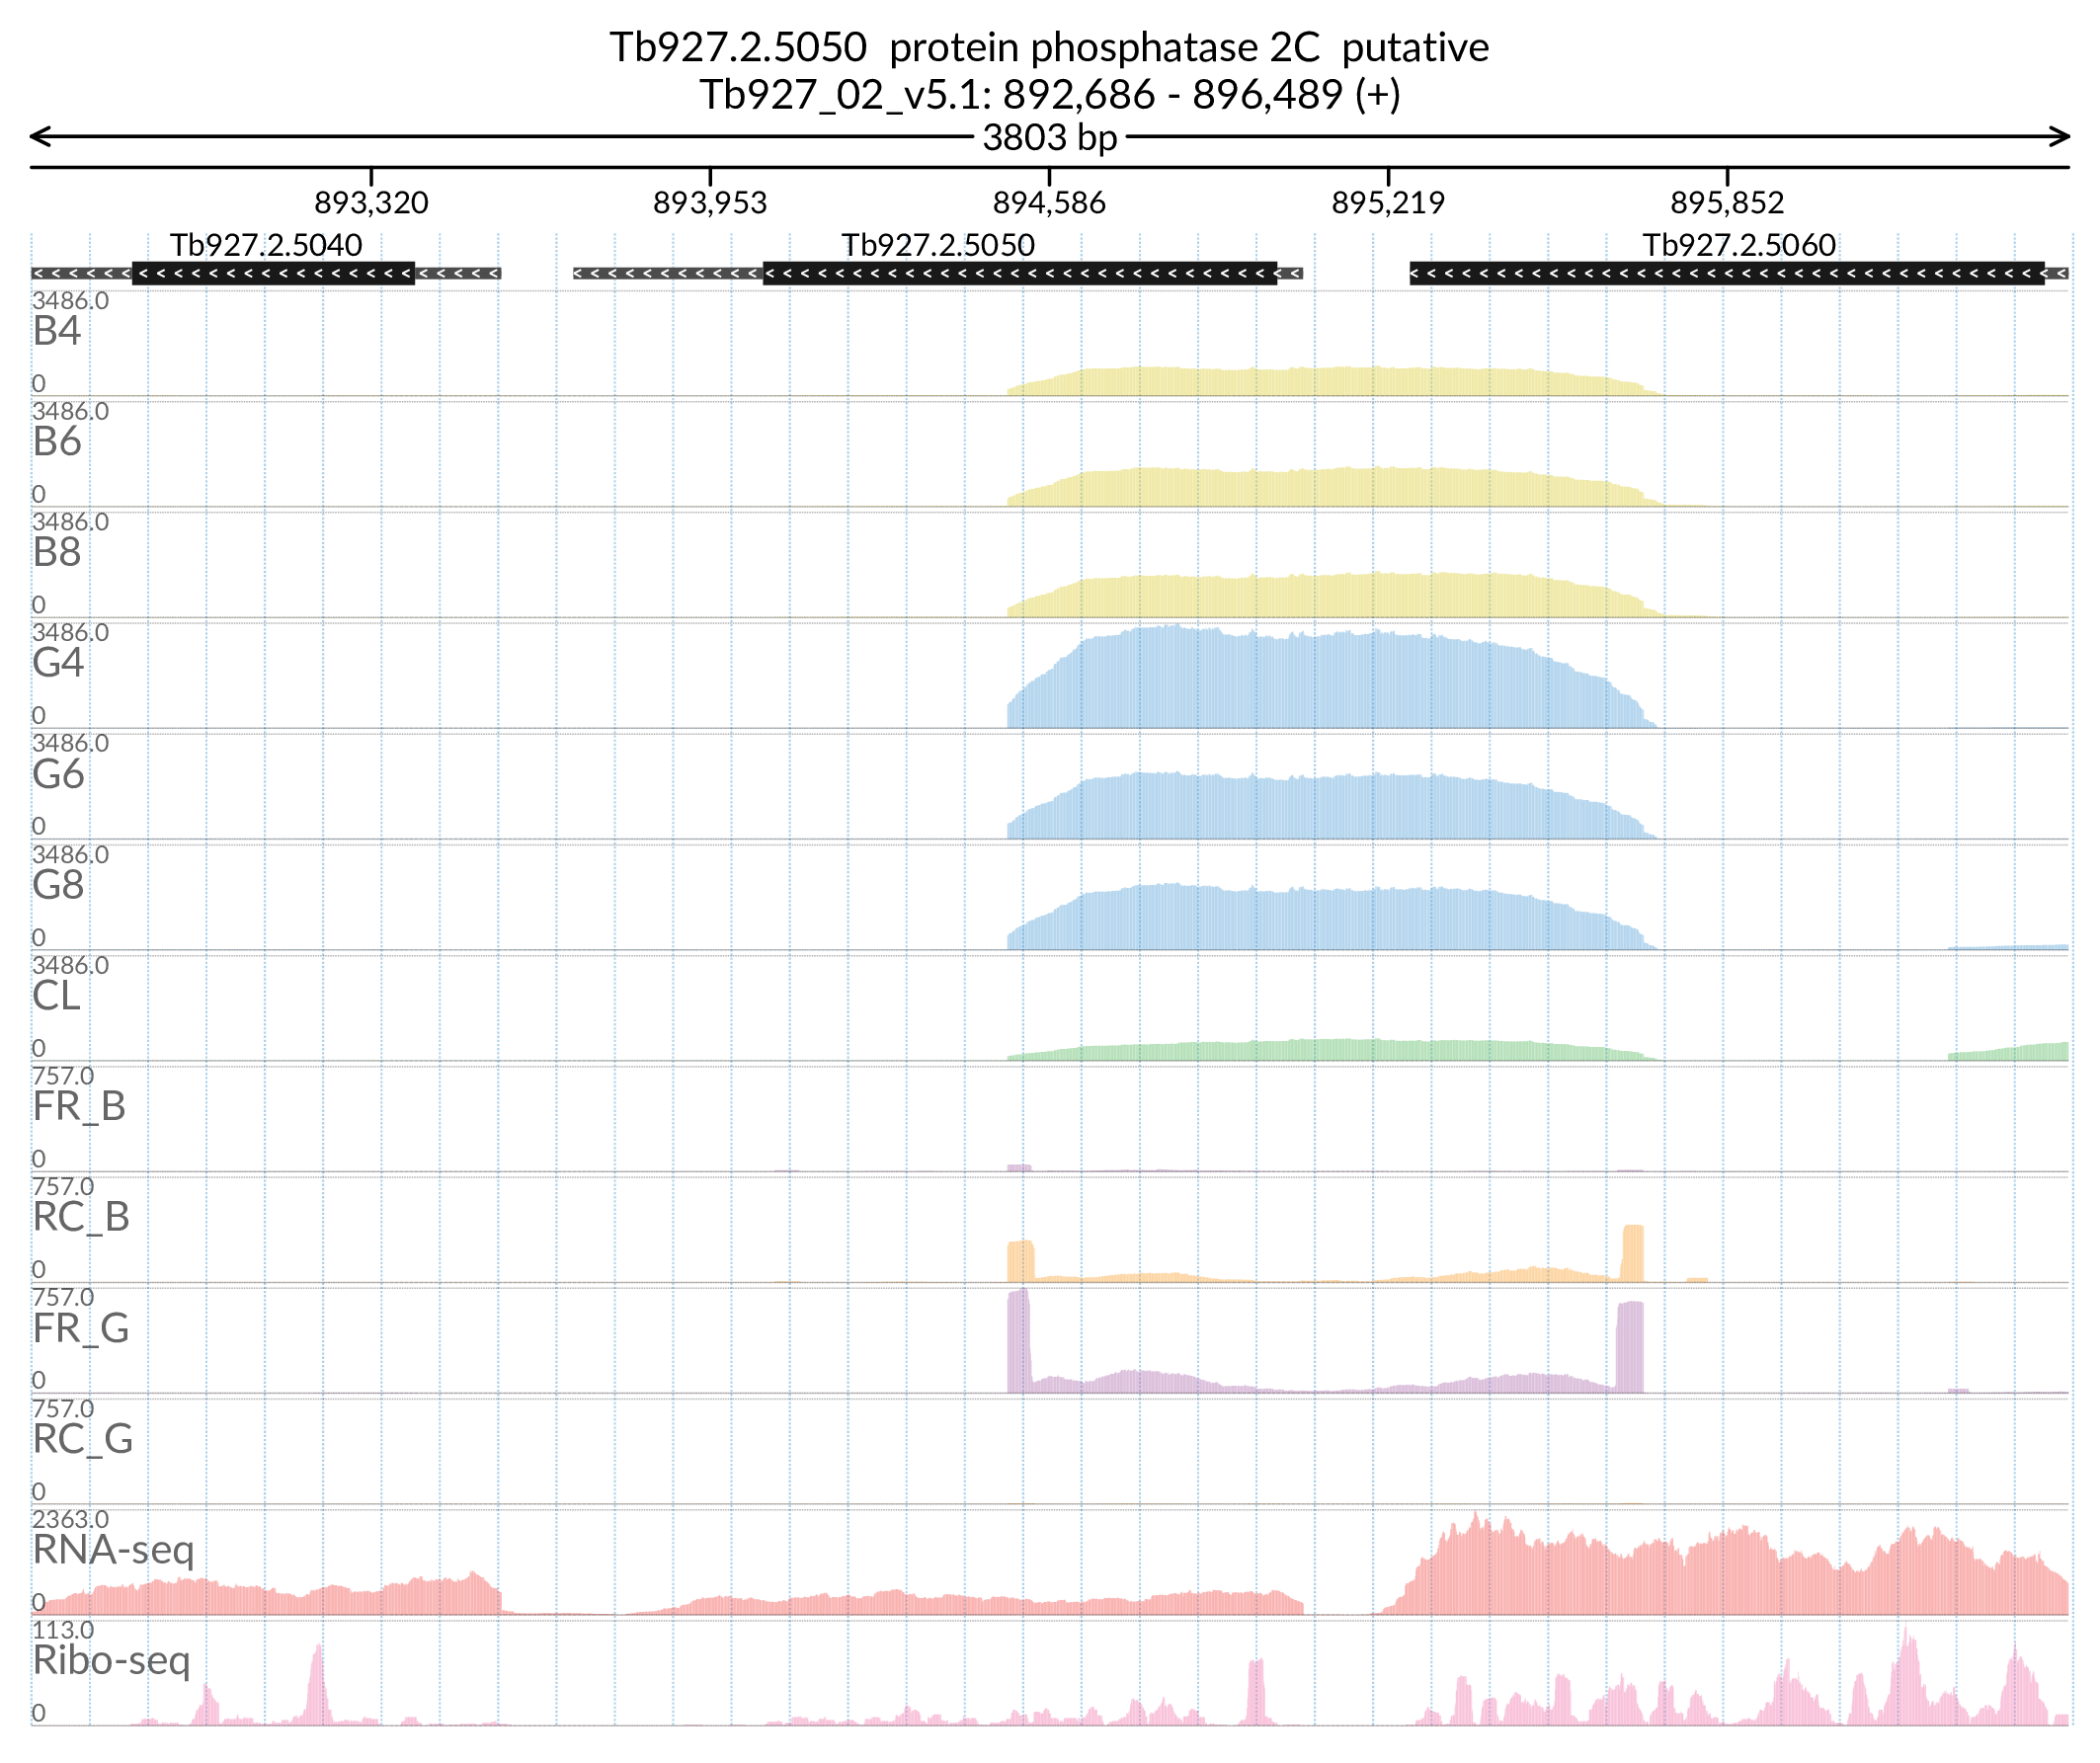 Tb927.2.5050 protein phosphatase 2C putative
Tb927_02_v5.1: 892,686 - 896,489 (+)
3803 bp
893,320 893,953 894,586 895,219 895,852
Tb927.2.5040 Tb927.2.5050 Tb927.2.5060
3486.0
B4
0
3486.0
B6
0
3486.0
B8
0
3486.0
G4
0
3486.0
G6
0
3486.0
G8
0
3486.0
CL
0
757.0
FR_B
0
757.0
RC_B
0
757.0
FR_G
0
757.0
RC_G
0
2363.0
RNA-seq
0
113.0
Ribo-seq
0